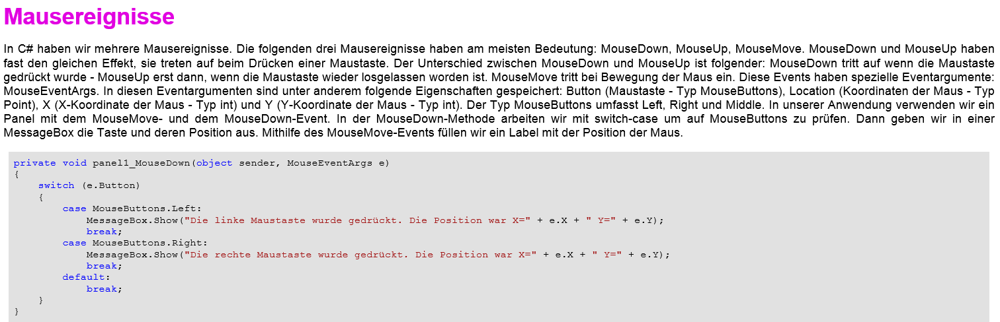 Mausereignisse
In C# haben wir mehrere Mausereignisse. Die folgenden drei Mausereignisse haben am meisten Bedeutung: MouseDown, MouseUp, MouseMove. MouseDown und MouseUp haben
fast den gleichen Effekt, sie treten auf beim Drücken einer Maustaste. Der Unterschied zwischen MouseDown und MouseUp ist folgender: MouseDown tritt auf wenn die Maustaste
gedrückt wurde - MouseUp erst dann, wenn die Maustaste wieder losgelassen worden ist. MouseMove tritt bei Bewegung der Maus ein. Diese Events haben spezielle Eventargumente:
MouseEventArgs. In diesen Eventargumenten sind unter anderem folgende Eigenschaften gespeichert: Button (Maustaste - Typ MouseButtons), Location (Koordinaten der Maus - Typ
Point), X (X-Koordinate der Maus - Typ int) und Y (Y-Koordinate der Maus - Typ int). Der Typ MouseButtons umfasst Left, Right und Middle. In unserer Anwendung verwenden wir ein
Panel mit dem MouseMove- und dem MouseDown-Event. In der MouseDown-Methode arbeiten wir mit switch-case um auf MouseButtons zu prüfen. Dann geben wir in einer
MessageBox die Taste und deren Position aus. Mithilfe des MouseMove-Events füllen wir ein Label mit der Position der Maus.
private void panel1_MouseDown(object sender, MouseEventArgs e)
{
    switch (e.Button)
    {
        case MouseButtons.Left:
            MessageBox.Show("Die linke Maustaste wurde gedrückt. Die Position war X=" + e.X + " Y=" + e.Y);
            break;
        case MouseButtons.Right:
            MessageBox.Show("Die rechte Maustaste wurde gedrückt. Die Position war X=" + e.X + " Y=" + e.Y);
            break;
        default:
            break;
    }
}